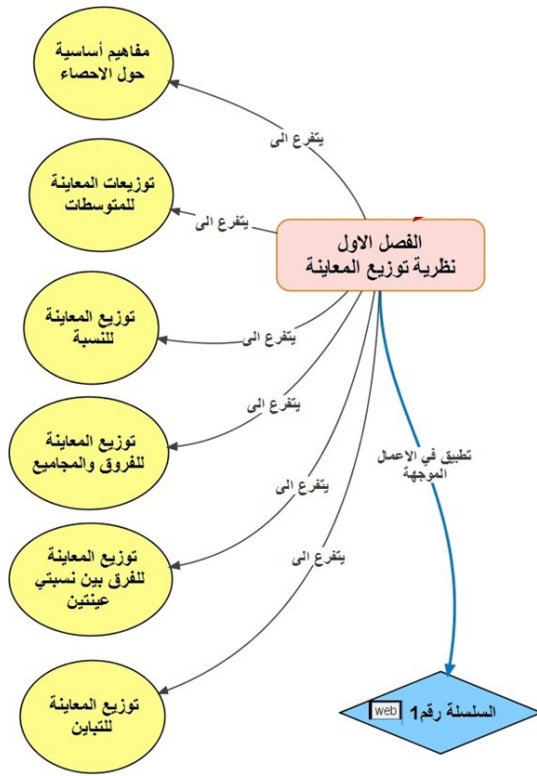 مفاهيم أساسية
حول الاحصاء
يتفرع الى
توزيعات المعاينة
للمتوسطات
يتفرع الى
الفصل الاول
نظرية توزيع المعاينة
توزيع المعاينة
للنسبة
يتفرع الى
توزيع المعاينة
للفروق والمجاميع
يتفرع الى
تطبيق في الاعمال
الموجهة
توزيع المعاينة
للفرق بين نسبتي
عينتين
يتفرع الى
توزيع المعاينة
للتباين
يتفرع الى
السلسلة رقم1
web